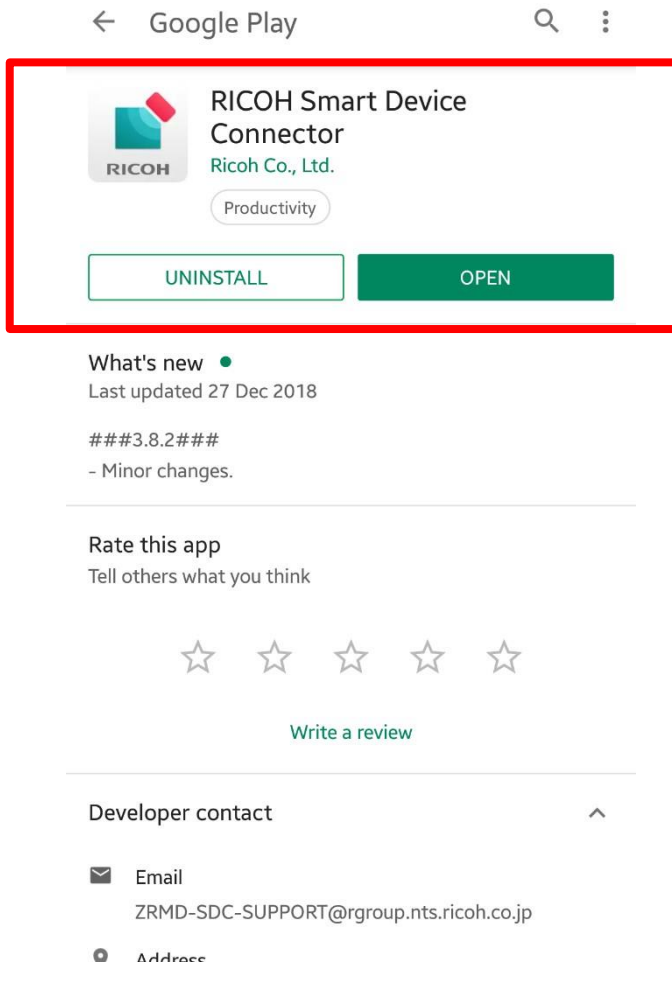 Google Play
RICOH Smart Device
Connector
RICOH
Ricoh Co., Ltd.
Productivity
UNINSTALL
OPEN
What's new
Last updated 27 Dec 2018
###3.8.2###
- Minor changes.
Rate this app
Tell others what you think
Write a review
Developer contact
Email
ZRMD-SDC-SUPPORT@rgroup.nts.ricoh.co.jp
Address